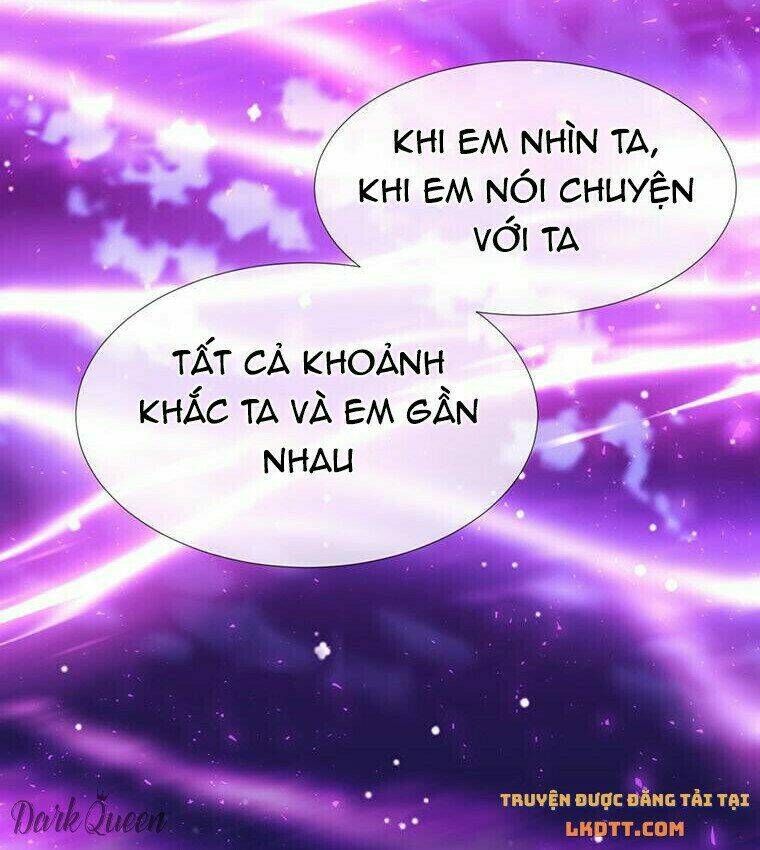 KHI EM NHÌN TA,
KHI EM NÓI CHUYỆN
VỚI TA
TẤT CẢ KHOẢNH
KHẮC TA VÀ EM GẦN
NHAU
Dark Queen
TRUYỆN ĐƯỢC ĐĂNG TẢI TẠI
LKDTT.COM